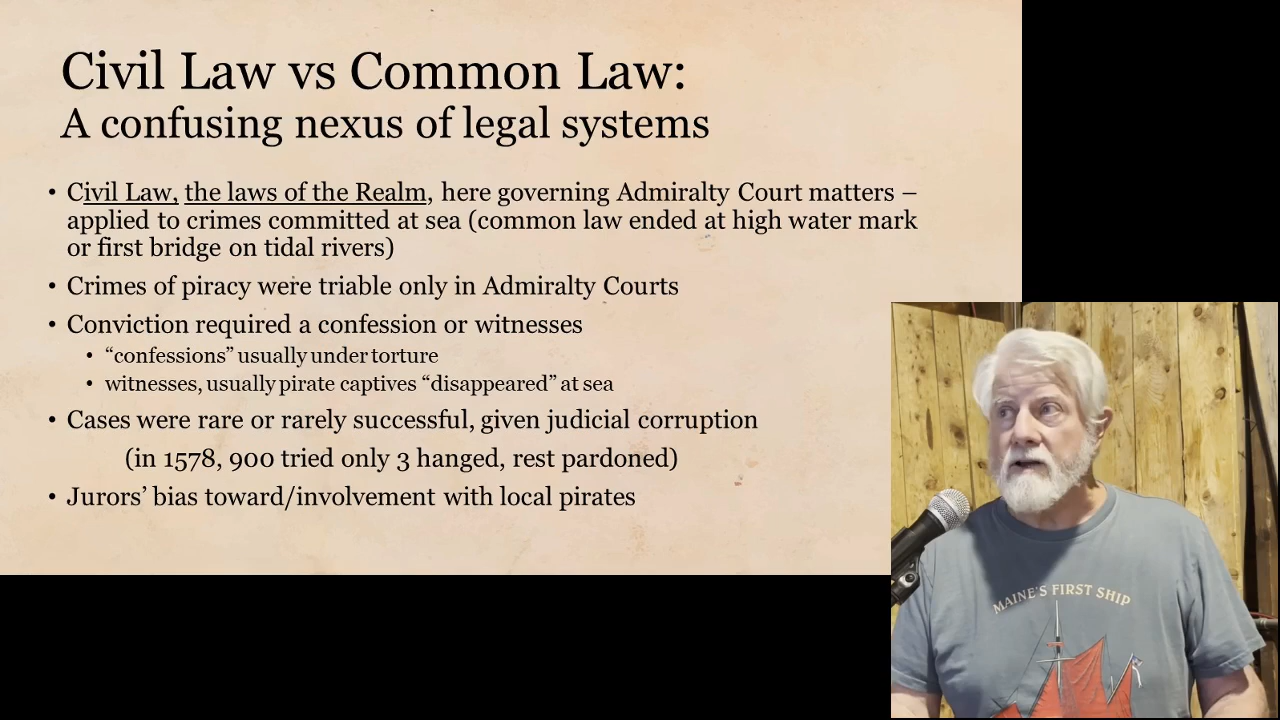 Civil Law vs Common Law:
A confusing nexus of legal systems
• Civil Law, the laws of the Realm, here governing Admiralty Court matters –
applied to crimes committed at sea (common law ended at high water mark
or first bridge on tidal rivers)
• Crimes of piracy were triable only in Admiralty Courts
• Conviction required a confession or witnesses
• “confessions” usually under torture
• witnesses, usually pirate captives “disappeared” at sea
• Cases were rare or rarely successful, given judicial corruption
(in 1578, 900 tried only 3 hanged, rest pardoned)
• Jurors’ bias toward/involvement with local pirates
MAINE'S FIRST SHIP